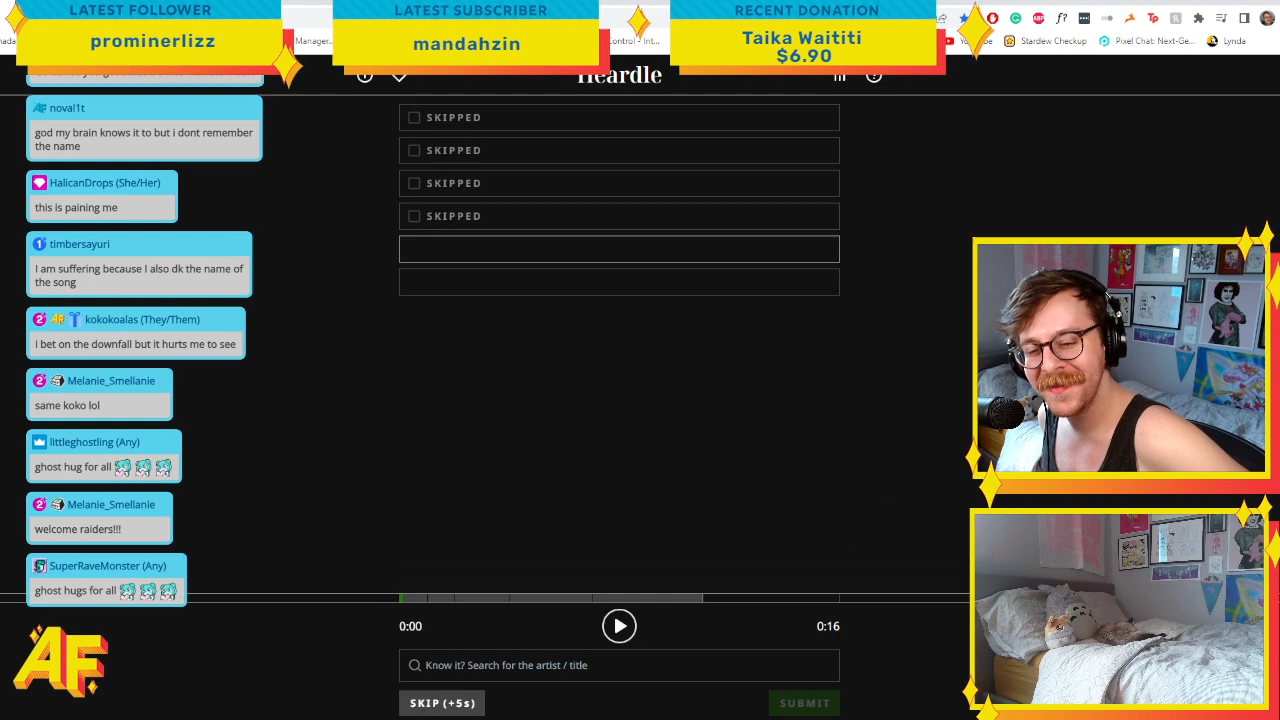 LATEST FOLLOWER
prominerlizz
LATEST SUBSCRIBER
mandahzin
RECENT DONATION
Taika Waititi
$6.90
Manager...
ontrol - Int...
Stardew Checkup
Pixel Chat: Next-Ge...
Lynda
Heardle
noval1t
god my brain knows it to but i dont remember
the name
HalicanDrops (She/Her)
this is paining me
timbersayuri
I am suffering because I also dk the name of
the song
kokokoalas (They/Them)
i bet on the downfall but it hurts me to see
Melanie_Smellanie
same koko lol
littleghostling (Any)
ghost hug for all
Melanie_Smellanie
welcome raiders!!!
SuperRaveMonster (Any)
ghost hugs for all
AF
SKIPPED
SKIPPED
SKIPPED
SKIPPED
0:00
0:16
Know it? Search for the artist / title
SKIP (+5s)
SUBMIT